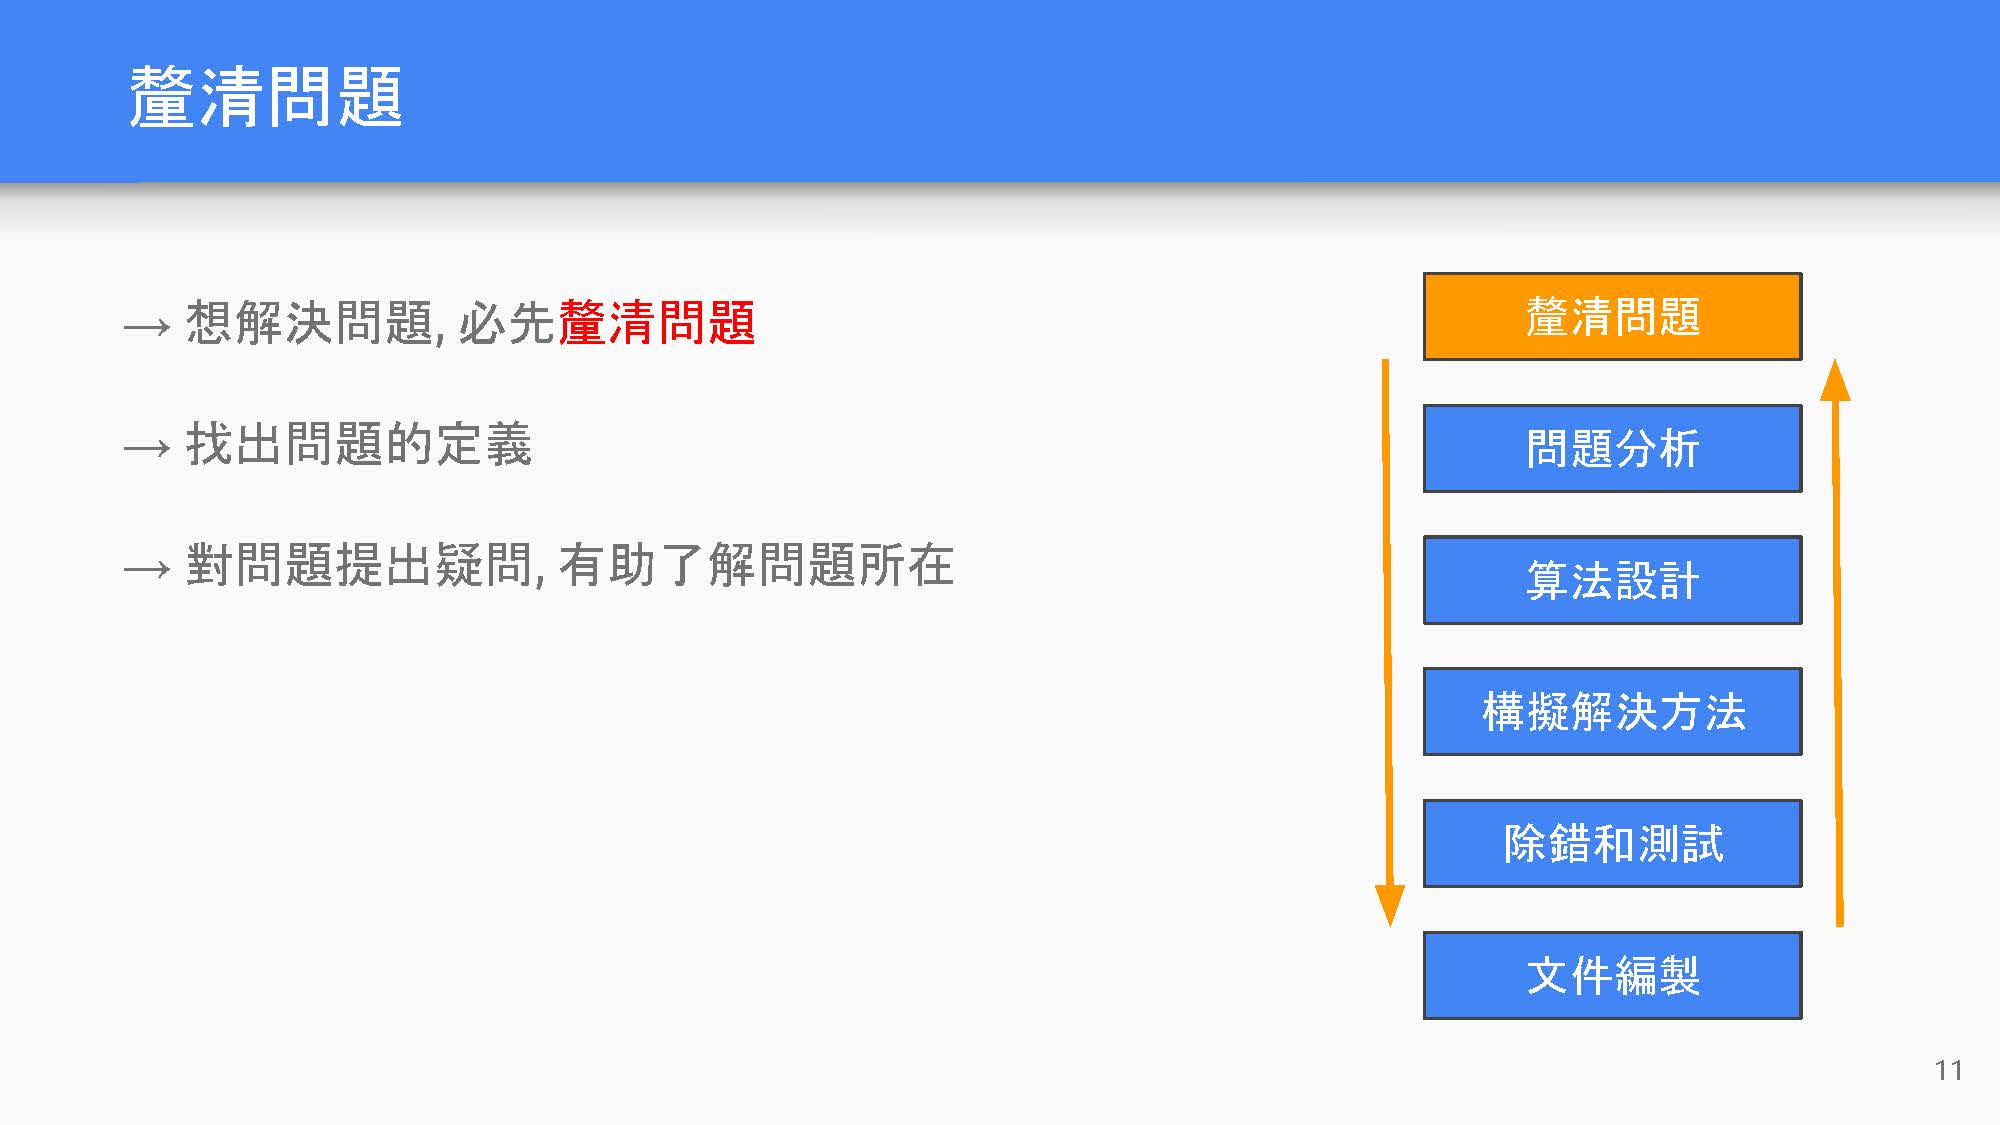 釐清問題
→ 想解決問題, 必先釐清問題
→ 找出問題的定義
→ 對問題提出疑問, 有助了解問題所在
釐清問題
問題分析
算法設計
構擬解決方法
除錯和測試
文件編製
11